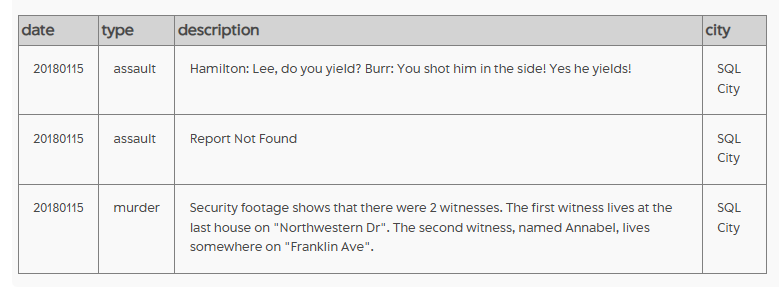 date type description city
20180115 assault Hamilton: Lee, do you yield? Burr: You shot him in the side! Yes he yields! SQL
City
20180115 assault Report Not Found SQL
City
20180115 murder Security footage shows that there were 2 witnesses. The first witness lives at the SQL
last house on "Northwestern Dr". The second witness, named Annabel, lives City
somewhere on "Franklin Ave".